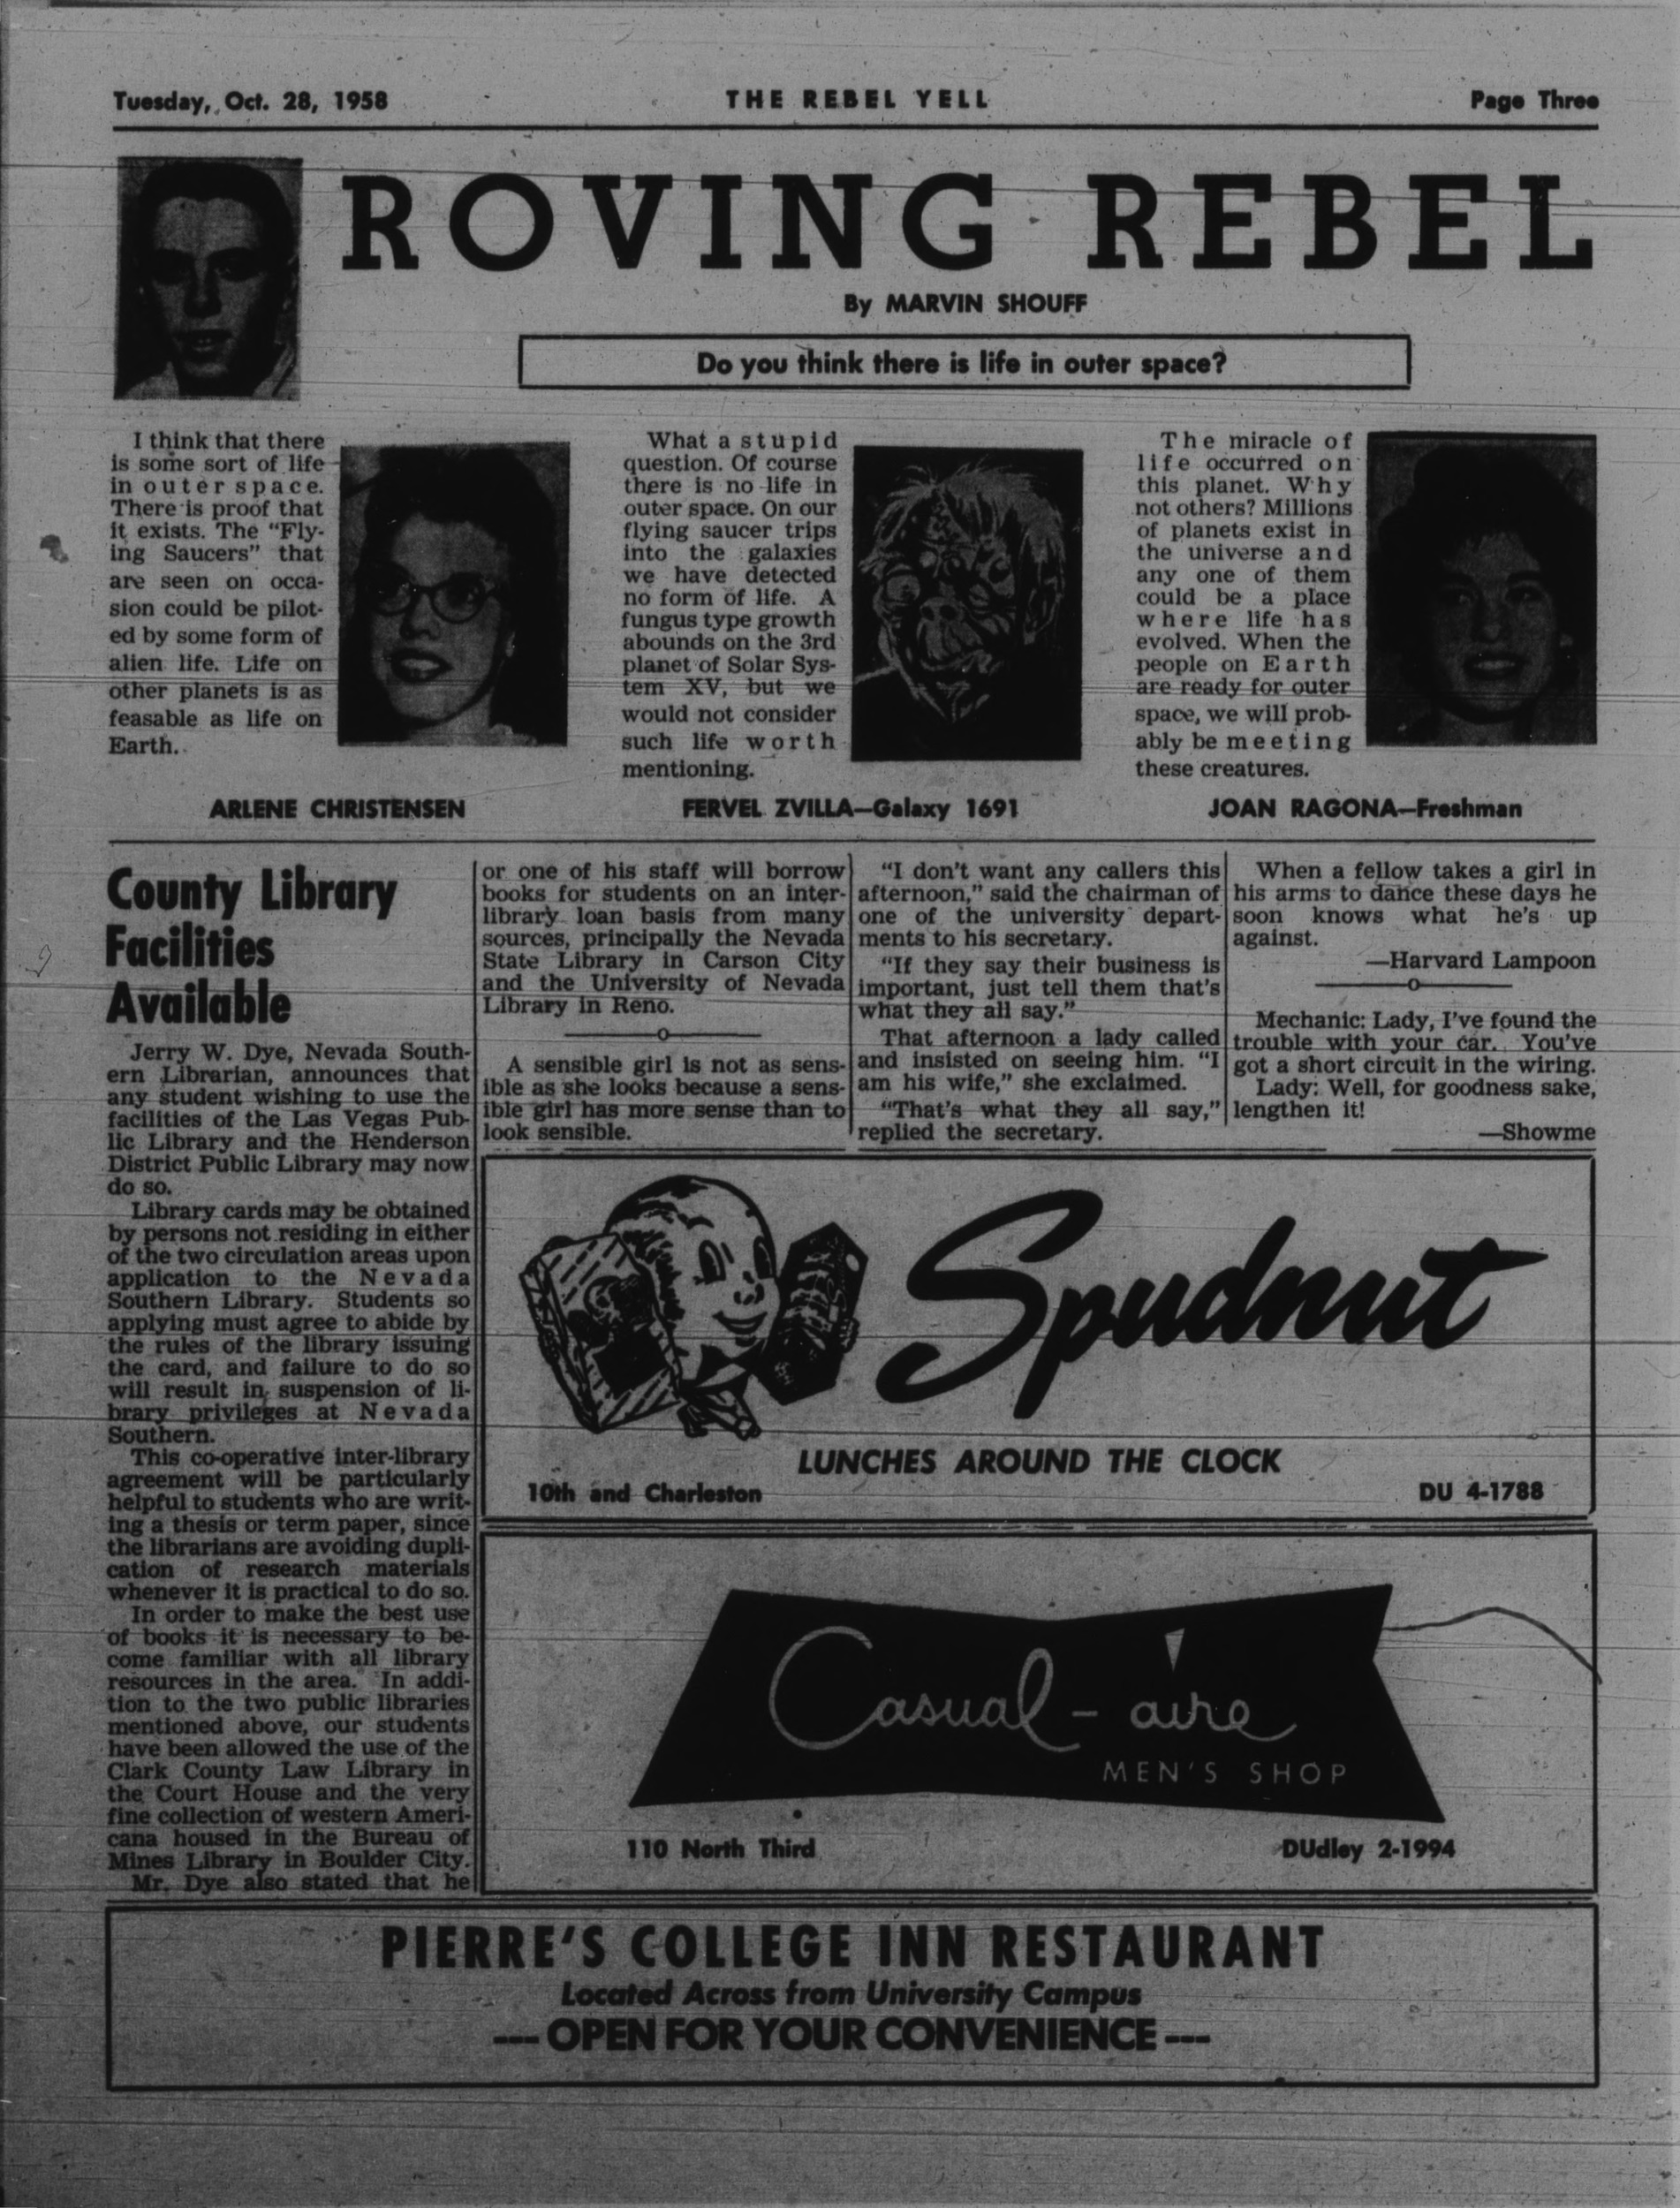 Tuesday, Oct. 28, 1958
THE REBEL YELL
Page Three
ROVING REBEL
By MARVIN SHOUFF
Do you think there is life in outer space?
I think that there
is some sort of life
in outer space.
There is proof that
it exists. The "Fly-
ing Saucers" that
are seen on occa-
sion could be pilot-
ed by some form of
alien life. Life on
other planets is as
feasable as life on
Earth.
ARLENE CHRISTENSEN
What a stupid
question. Of course
there is no life in
outer space. On our
flying saucer trips
into the galaxies
we have detected
no form of life. A
fungus type growth
abounds on the 3rd
planet of Solar Sys-
tem XV, but we
would not consider
such life worth
mentioning.
FERVEL ZVILLA—Galaxy 1691
The miracle of
life occurred on
this planet. Why
not others? Millions
of planets exist in
the universe and
any one of them
could be a place
where life has
evolved. When the
people on Earth
are ready for outer
space, we will prob-
ably be meeting
these creatures.
JOAN RAGONA—Freshman
County Library
Facilities
Available
Jerry W. Dye, Nevada South-
ern Librarian, announces that
any student wishing to use the
facilities of the Las Vegas Pub-
lic Library and the Henderson
District Public Library may now
do so.
Library cards may be obtained
by persons not residing in either
of the two circulation areas upon
application to the Nevada
Southern Library. Students so
applying must agree to abide by
the rules of the library issuing
the card, and failure to do so
will result in suspension of li-
brary privileges at Nevada
Southern.
This co-operative inter-library
agreement will be particularly
helpful to students who are writ-
ing a thesis or term paper, since
the librarians are avoiding dupli-
cation of research materials
whenever it is practical to do so.
In order to make the best use
of books it is necessary to be-
come familiar with all library
resources in the area. In addi-
tion to the two public libraries
mentioned above, our students
have been allowed the use of the
Clark County Law Library in
the Court House and the very
fine collection of western Ameri-
cana housed in the Bureau of
Mines Library in Boulder City.
Mr. Dye also stated that he
or one of his staff will borrow
books for students on an inter-
library loan basis from many
sources, principally the Nevada
State Library in Carson City
and the University of Nevada
Library in Reno.
A sensible girl is not as sens-
ible as she looks because a sens-
ible girl has more sense than to
look sensible.
"I don't want any callers this
afternoon," said the chairman of
one of the university depart-
ments to his secretary.
"If they say their business is
important, just tell them that's
what they all say."
That afternoon a lady called
and insisted on seeing him. "I
am his wife," she exclaimed.
"That's what they all say,"
replied the secretary.
When a fellow takes a girl in
his arms to dance these days he
soon knows what he's up
against.
—Harvard Lampoon
Mechanic: Lady, I've found the
trouble with your car. You've
got a short circuit in the wiring.
Lady: Well, for goodness sake,
lengthen it!
—Showme
Spudnut
LUNCHES AROUND THE CLOCK
10th and Charleston
DU 4-1788
Casual-aire
MEN'S SHOP
110 North Third
DUdley 2-1994
PIERRE'S COLLEGE INN RESTAURANT
Located Across from University Campus
--- OPEN FOR YOUR CONVENIENCE ---